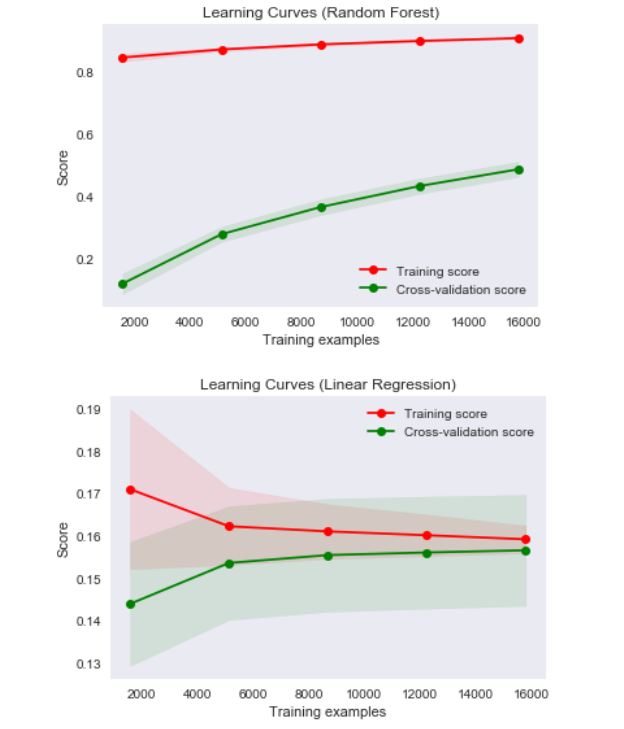 Learning Curves (Random Forest)
0.8
0.6
0.4
0.2
Score
Training score
Cross-validation score
2000 4000 6000 8000 10000 12000 14000 16000
Training examples
Learning Curves (Linear Regression)
0.19
0.18
0.17
0.16
0.15
0.14
0.13
Score
Training score
Cross-validation score
2000 4000 6000 8000 10000 12000 14000 16000
Training examples